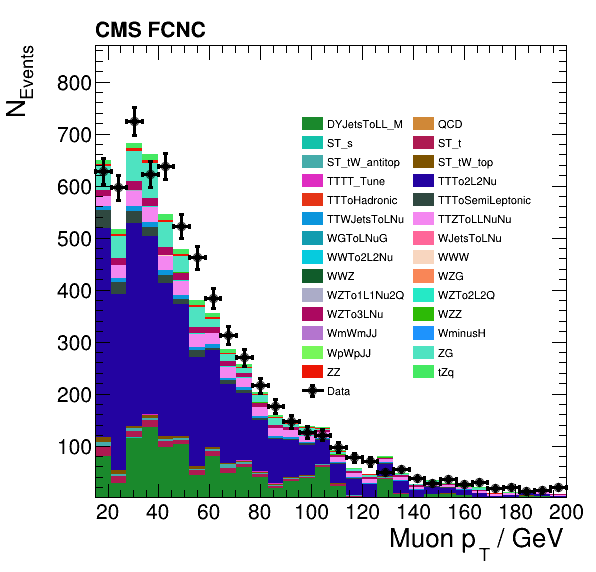 CMS FCNC
N_Events
800
700
600
500
400
300
200
100
DYJetsToLL_M QCD
ST_s ST_t
ST_tW_antitop ST_tW_top
TTTT_Tune TTTo2L2Nu
TTToHadronic TTToSemiLeptonic
TTWJetsToLNu TTZToLLNuNu
WGToLNuG WJetsToLNu
WWTo2L2Nu WWW
WWZ WZG
WZTo1L1Nu2Q WZTo2L2Q
WZTo3LNu WZZ
WmWmJJ WminusH
WpWpJJ ZG
ZZ tZq
Data
20 40 60 80 100 120 140 160 180 200
Muon p_T / GeV